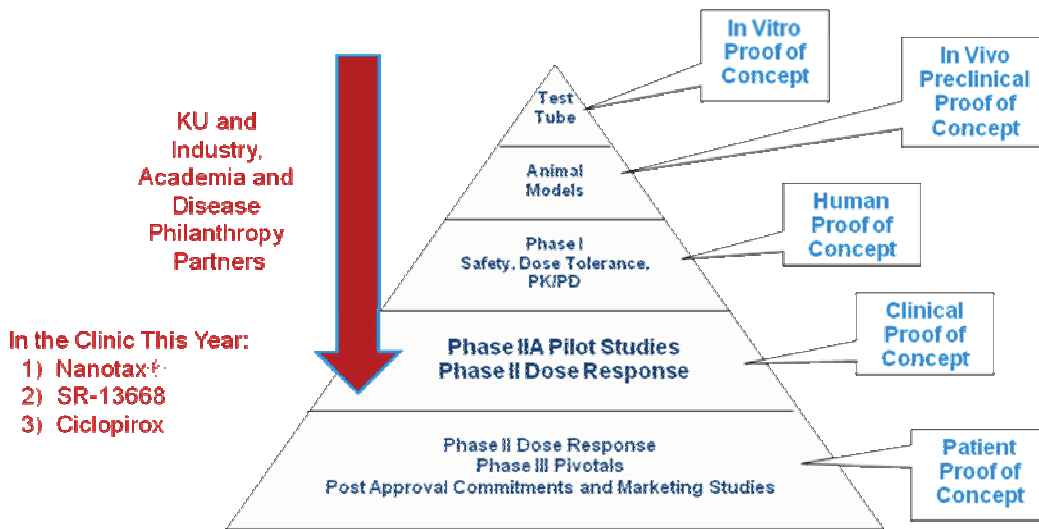 KU and
Industry,
Academia and
Disease
Philanthropy
Partners
In the Clinic This Year:
1) Nanotax
2) SR-13668
3) Ciclopirox
Test
Tube
Animal
Models
Phase I
Safety, Dose Tolerance,
PK/PD
Phase IIA Pilot Studies
Phase II Dose Response
Phase II Dose Response
Phase III Pivotals
Post Approval Commitments and Marketing Studies
In Vitro
Proof of
Concept
In Vivo
Preclinical
Proof of
Concept
Human
Proof of
Concept
Clinical
Proof of
Concept
Patient
Proof of
Concept